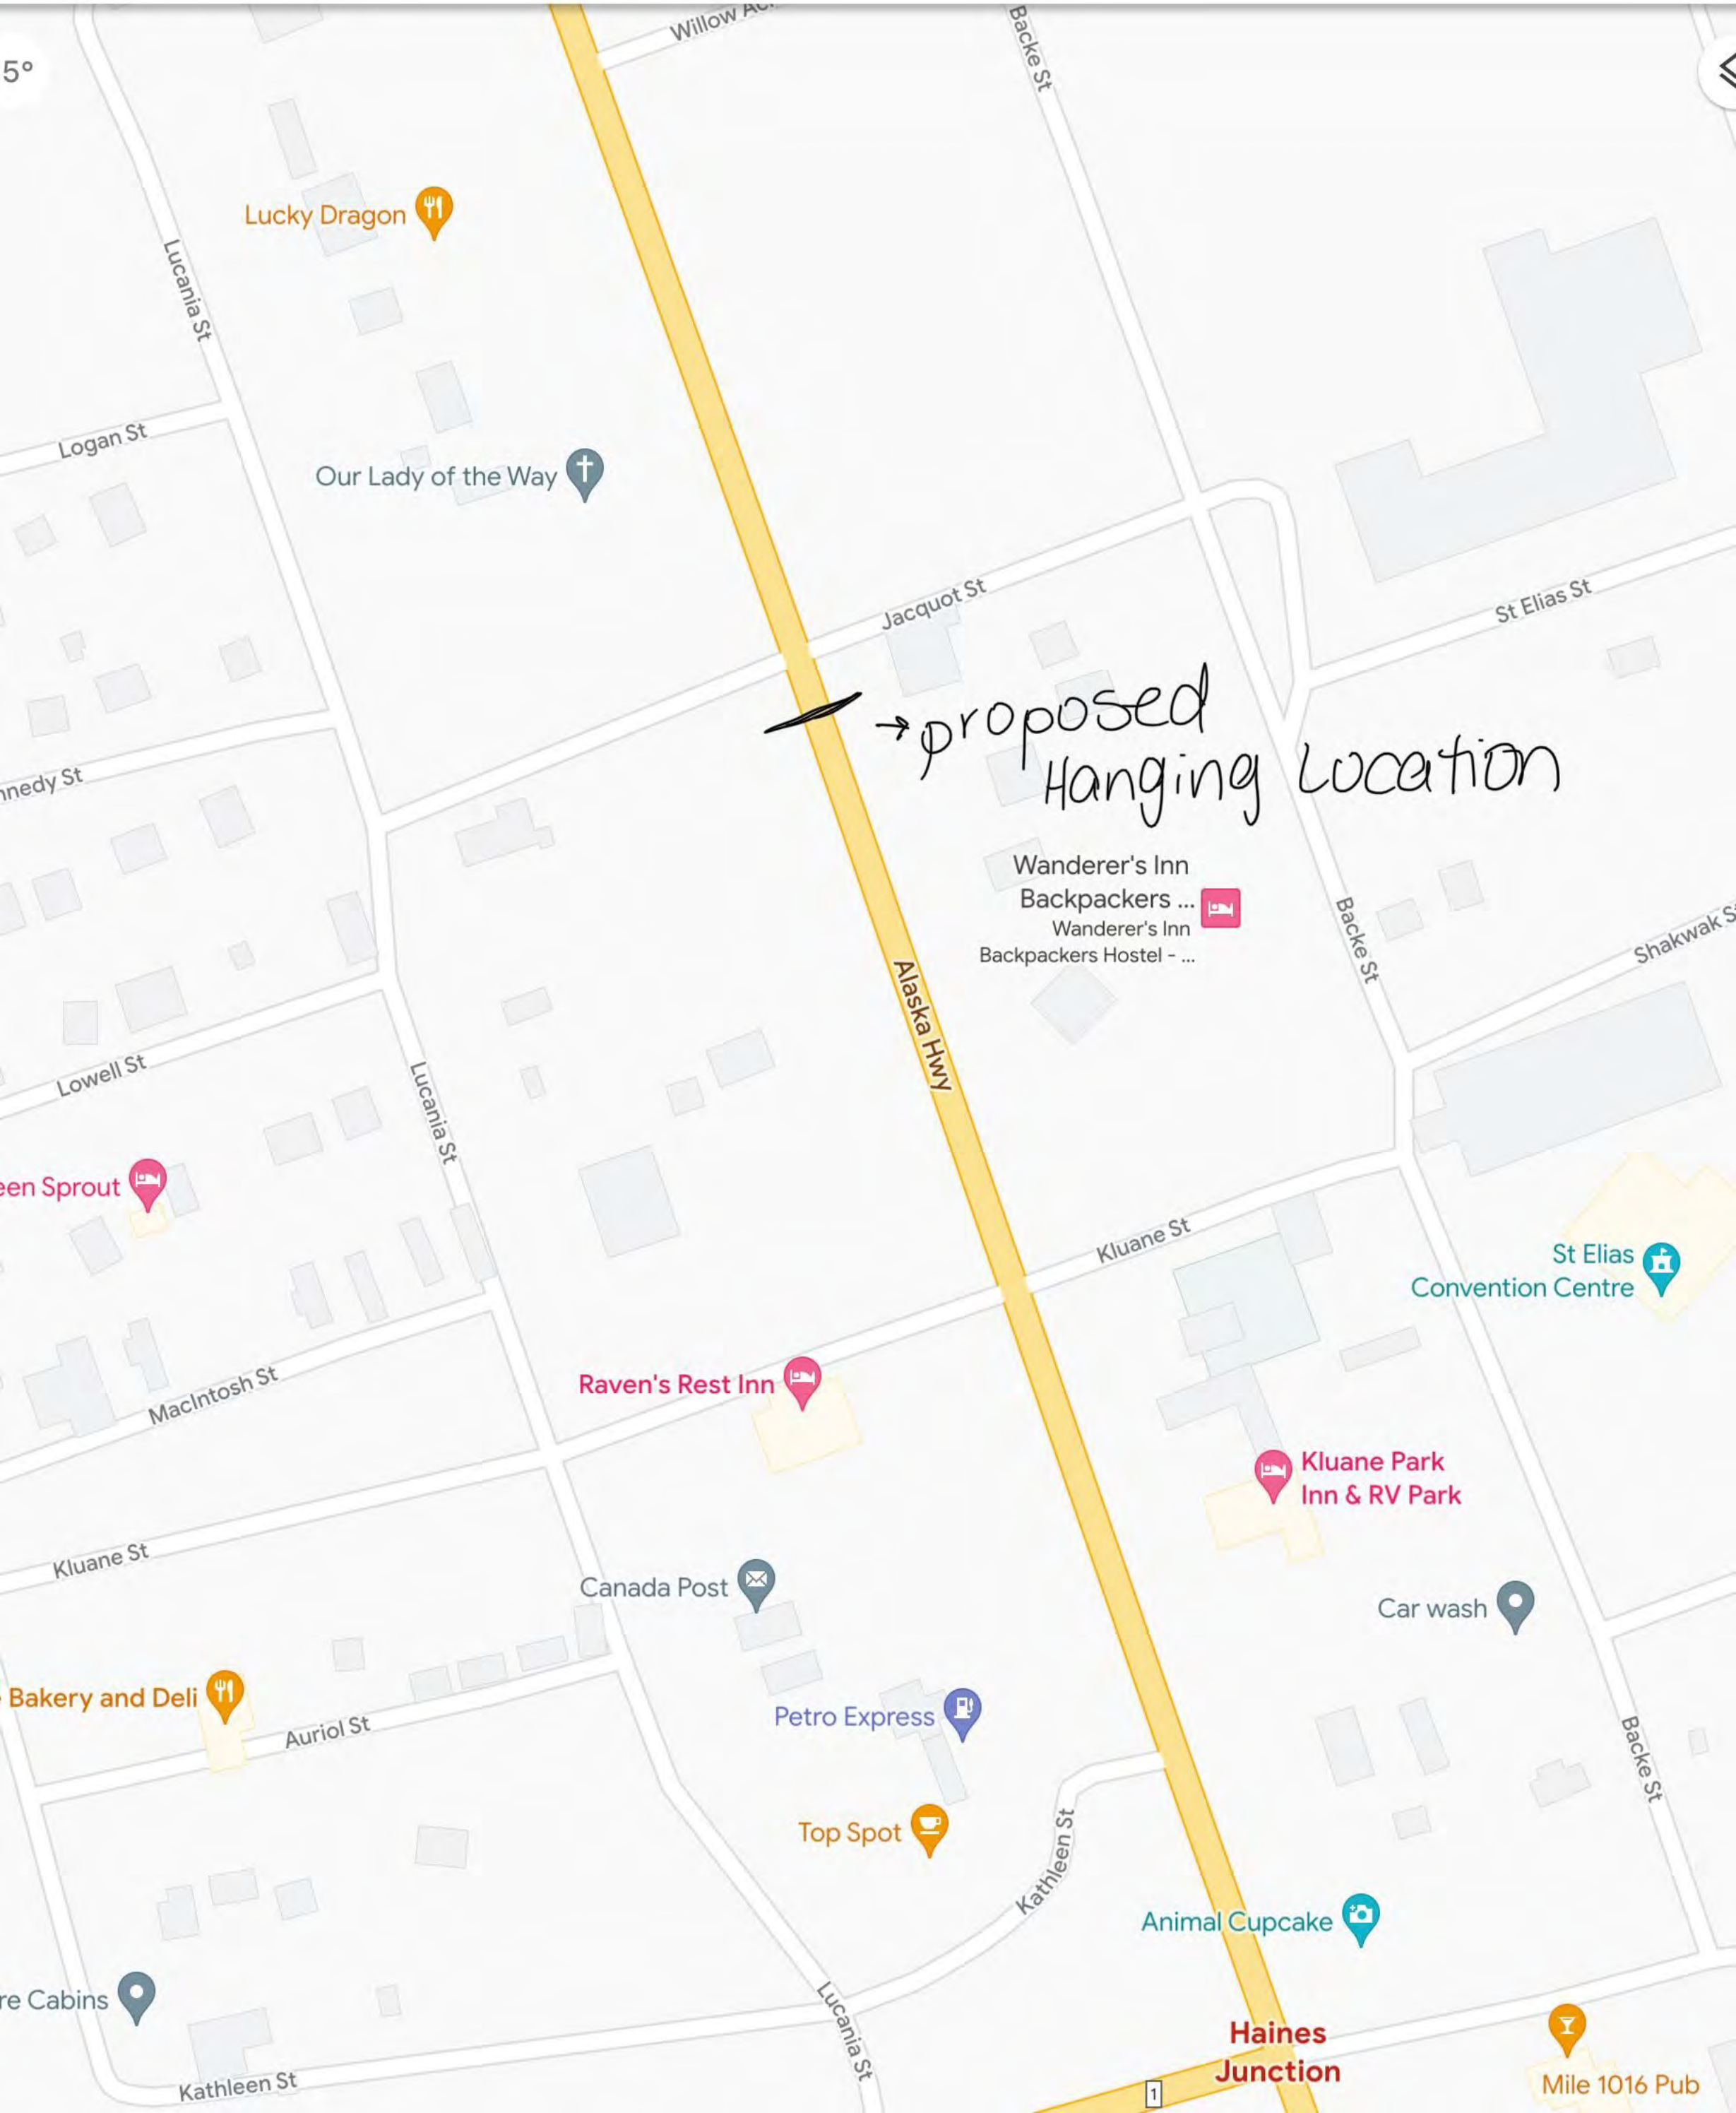 Willow Ac
Backe St
5°
Lucky Dragon
Lucania St
Logan St
Our Lady of the Way
Jacquot St
St Elias St
→ proposed
Hanging Location
nnedy St
Wanderer's Inn
Backpackers ...
Wanderer's Inn
Backpackers Hostel - ...
Backe St
Shakwak S
Alaska Hwy
Lowell St
Lucania St
een Sprout
Kluane St
St Elias
Convention Centre
MacIntosh St
Raven's Rest Inn
Kluane Park
Inn & RV Park
Kluane St
Canada Post
Car wash
Bakery and Deli
Petro Express
Auriol St
Backe St
Top Spot
Kathleen St
Animal Cupcake
re Cabins
Lucania St
Haines
Junction
Kathleen St
1
Mile 1016 Pub